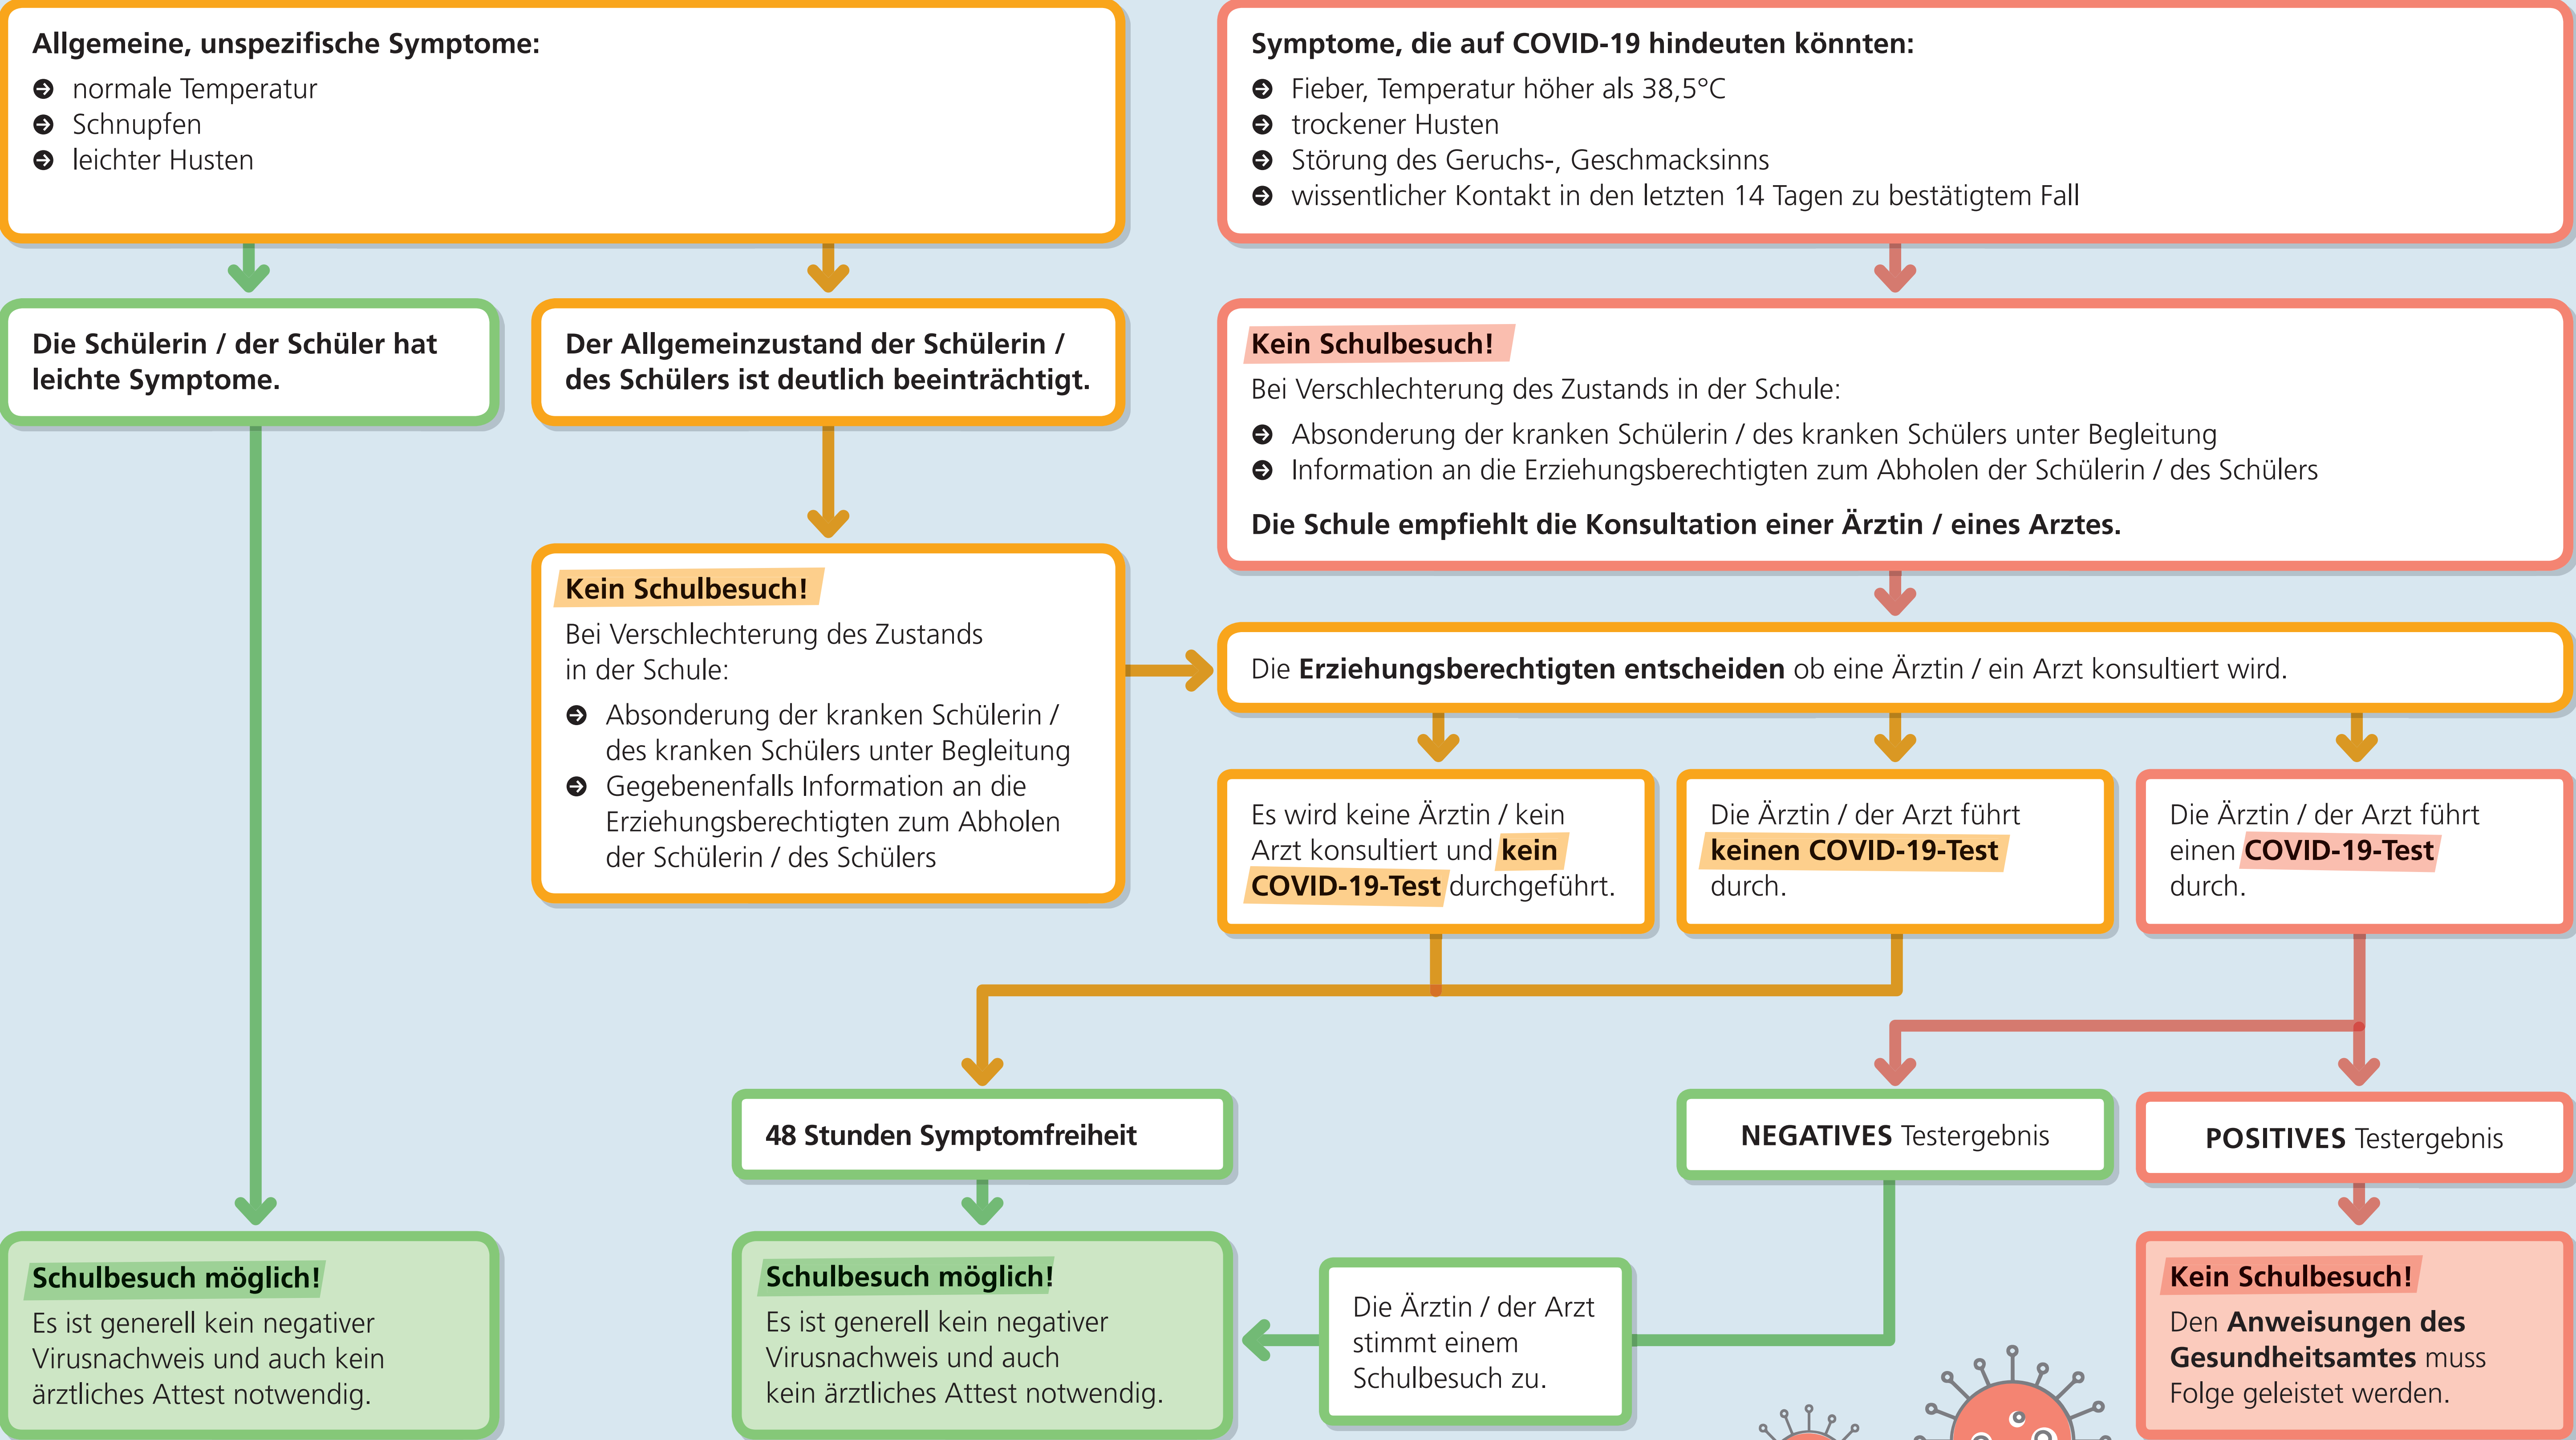 Allgemeine, unspezifische Symptome:
normale Temperatur
Schnupfen
leichter Husten
Symptome, die auf COVID-19 hindeuten könnten:
Fieber, Temperatur höher als 38,5°C
trockener Husten
Störung des Geruchs-, Geschmacksinns
wissentlicher Kontakt in den letzten 14 Tagen zu bestätigtem Fall
Die Schülerin / der Schüler hat
leichte Symptome.
Der Allgemeinzustand der Schülerin /
des Schülers ist deutlich beeinträchtigt.
Kein Schulbesuch!
Bei Verschlechterung des Zustands in der Schule:
Absonderung der kranken Schülerin / des kranken Schülers unter Begleitung
Information an die Erziehungsberechtigten zum Abholen der Schülerin / des Schülers
Die Schule empfiehlt die Konsultation einer Ärztin / eines Arztes.
Kein Schulbesuch!
Bei Verschlechterung des Zustands
in der Schule:
Absonderung der kranken Schülerin /
des kranken Schülers unter Begleitung
Gegebenenfalls Information an die
Erziehungsberechtigten zum Abholen
der Schülerin / des Schülers
Die Erziehungsberechtigten entscheiden ob eine Ärztin / ein Arzt konsultiert wird.
Es wird keine Ärztin / kein
Arzt konsultiert und kein
COVID-19-Test durchgeführt.
Die Ärztin / der Arzt führt
keinen COVID-19-Test
durch.
Die Ärztin / der Arzt führt
einen COVID-19-Test
durch.
48 Stunden Symptomfreiheit
NEGATIVES Testergebnis
POSITIVES Testergebnis
Schulbesuch möglich!
Es ist generell kein negativer
Virusnachweis und auch kein
ärztliches Attest notwendig.
Schulbesuch möglich!
Es ist generell kein negativer
Virusnachweis und auch
kein ärztliches Attest notwendig.
Die Ärztin / der Arzt
stimmt einem
Schulbesuch zu.
Kein Schulbesuch!
Den Anweisungen des
Gesundheitsamtes muss
Folge geleistet werden.